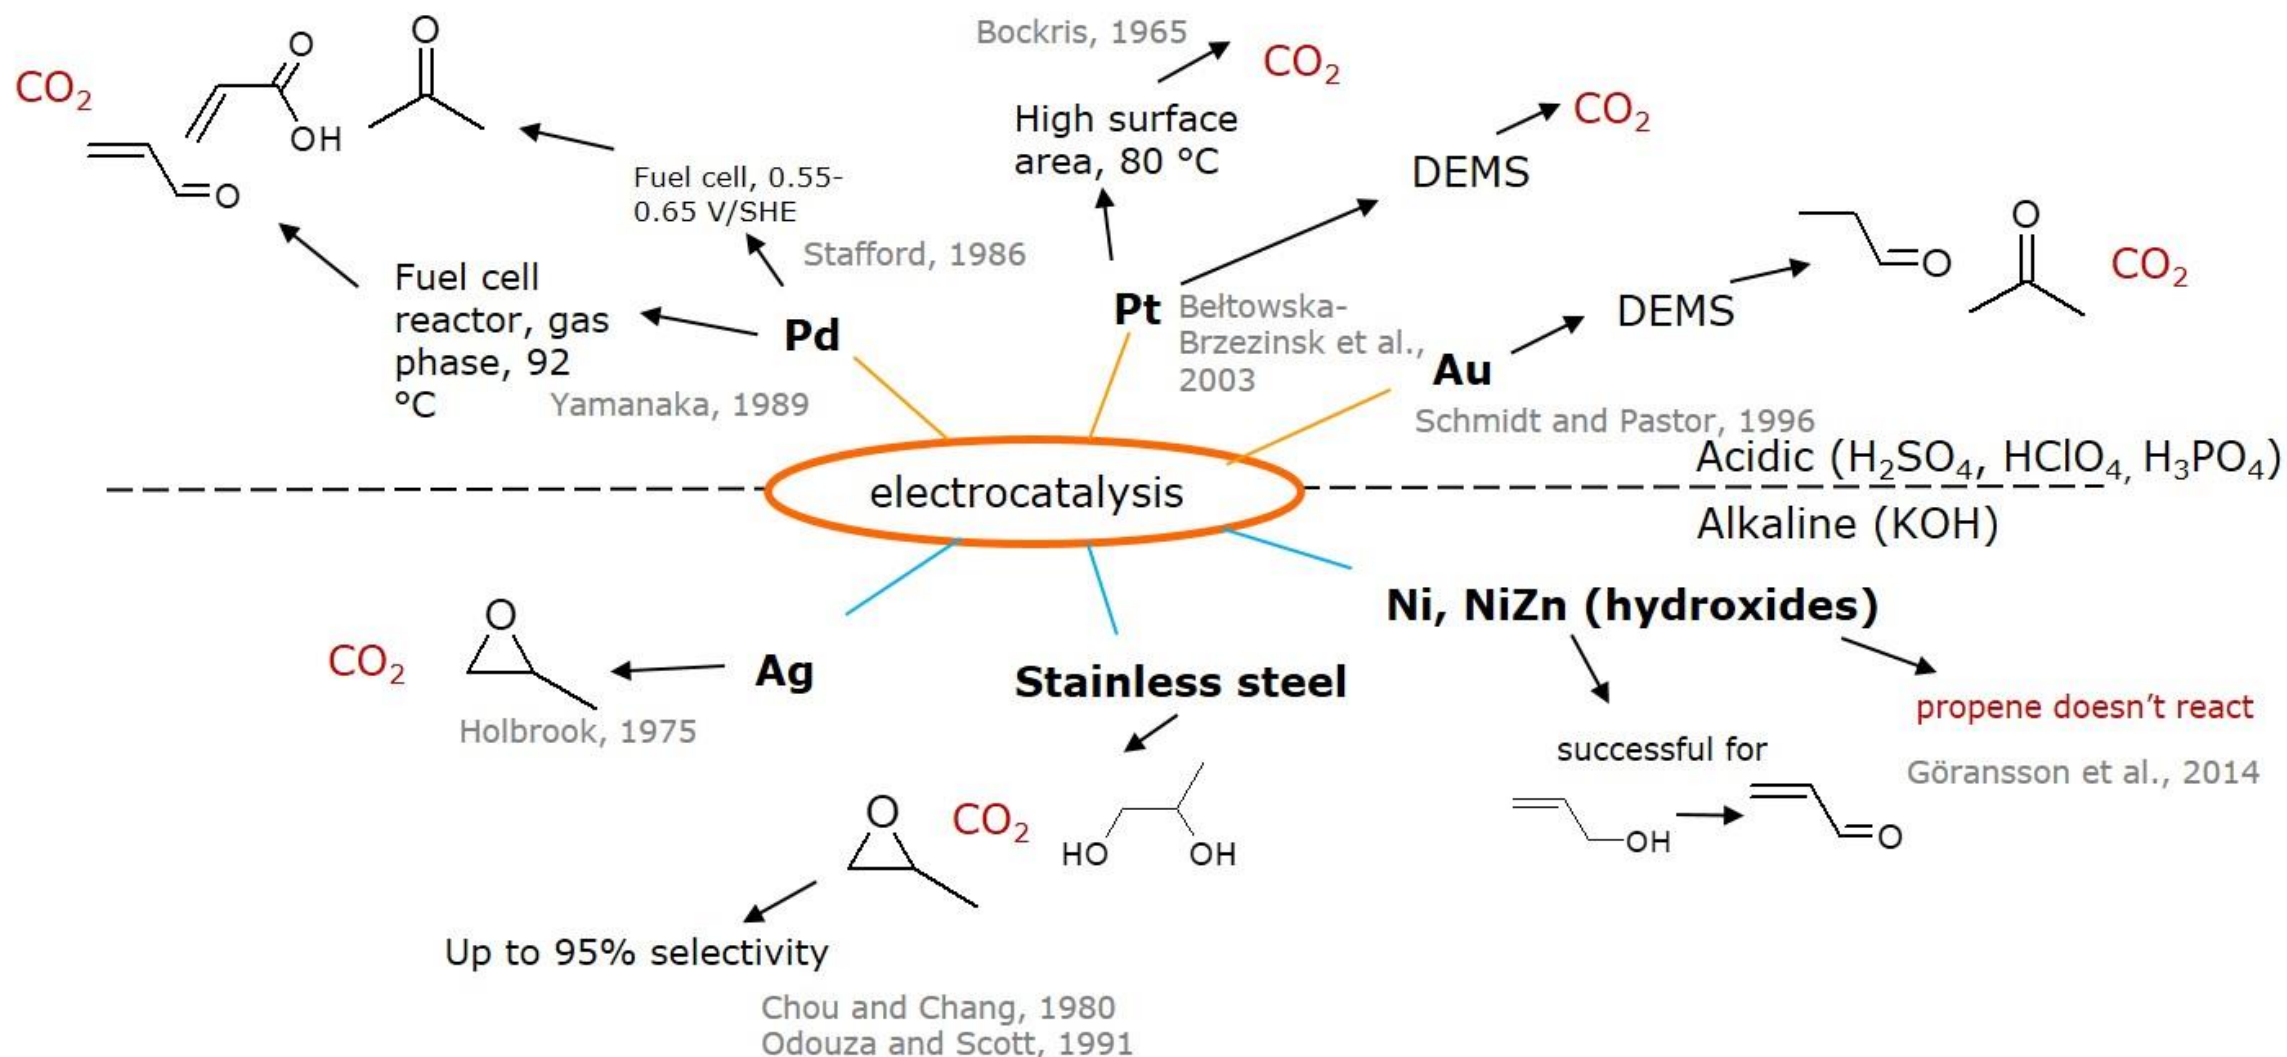 Bockris, 1965
CO₂
High surface
area, 80 °C
CO₂
DEMS
CO₂
O
OH
O
O
Fuel cell, 0.55-
0.65 V/SHE
Stafford, 1986
Fuel cell
reactor, gas
phase, 92
°C
Yamanaka, 1989
Pd
Pt
Bełtowska-
Brzezinsk et al.,
2003
DEMS
O
O
CO₂
Au
Schmidt and Pastor, 1996
Acidic (H₂SO₄, HClO₄, H₃PO₄)
electrocatalysis
Alkaline (KOH)
CO₂
O
Ag
Holbrook, 1975
Stainless steel
O
CO₂
HO
OH
Up to 95% selectivity
Chou and Chang, 1980
Odouza and Scott, 1991
Ni, NiZn (hydroxides)
propene doesn’t react
Göransson et al., 2014
successful for
OH
O